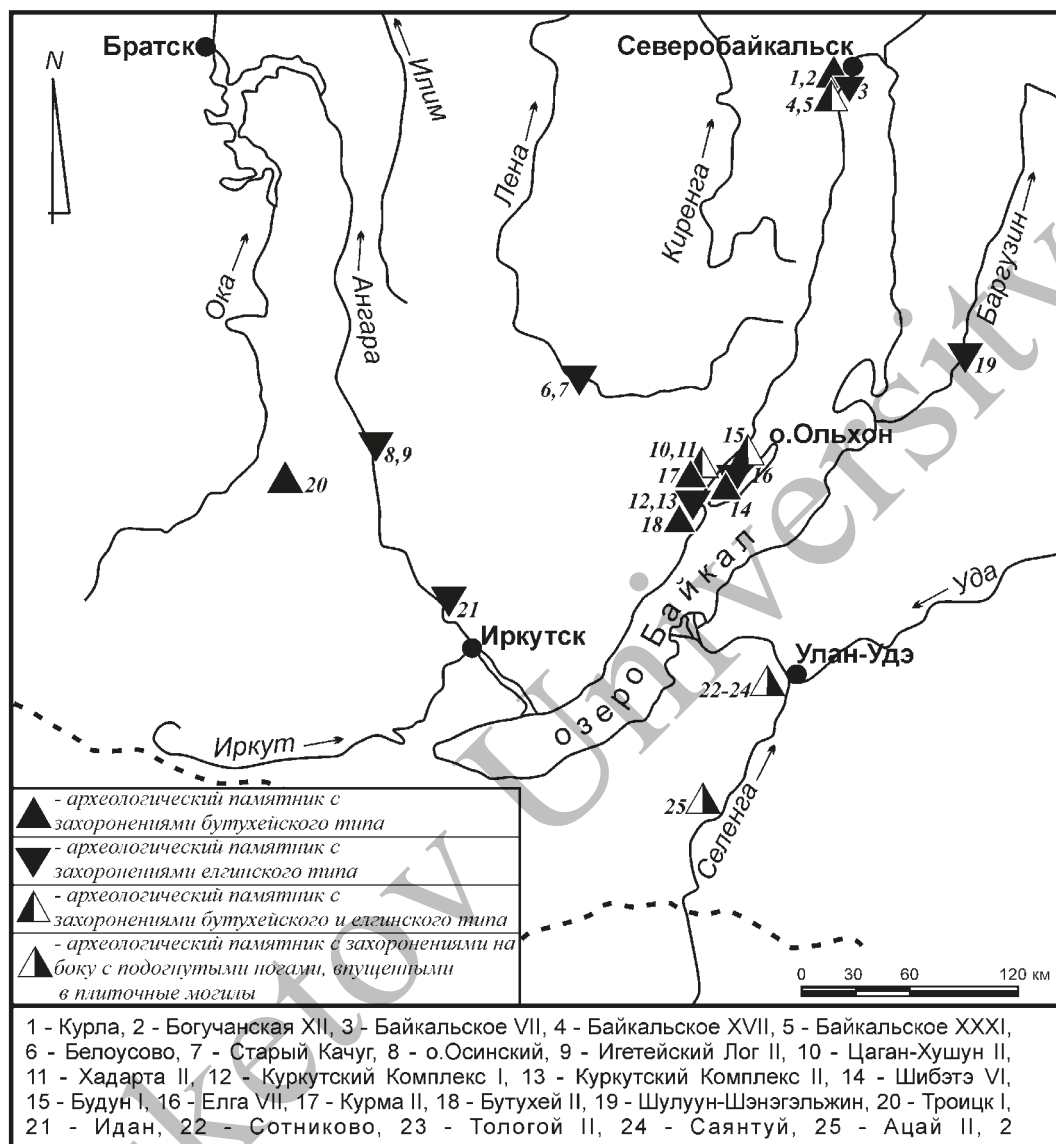 Братск
Северобайкальск
N
Илим
1,2
3
4,5
Лена
Киренга
Баргузин
Ока
Ангара
6,7
19
8,9
15
о.Ольхон
10,11
17
16
20
12,13
14
18
озеро Байкал
Уда
21
Иркутск
Улан-Удэ
22-24
Иркут
25
Селенга
- археологический памятник с
захоронениями бутухейского типа
- археологический памятник с
захоронениями елгинского типа
- археологический памятник с
захоронениями бутухейского и елгинского типа
- археологический памятник с захоронениями на
боку с подогнутыми ногами, впущенными
в плиточные могилы
0 30 60 120 км
1 - Курла, 2 - Богучанская XII, 3 - Байкальское VII, 4 - Байкальское XVII, 5 - Байкальское XXXI,
6 - Белоусово, 7 - Старый Качуг, 8 - о.Осинский, 9 - Игетейский Лог II, 10 - Цаган-Хушун II,
11 - Хадарта II, 12 - Куркутский Комплекс I, 13 - Куркутский Комплекс II, 14 - Шибэтэ VI,
15 - Будун I, 16 - Елга VII, 17 - Курма II, 18 - Бутухей II, 19 - Шулуун-Шэнэгэльжин, 20 - Троицк I,
21 - Идан, 22 - Сотниково, 23 - Тологой II, 24 - Саянтуй, 25 - Ацай II, 2
ketov University